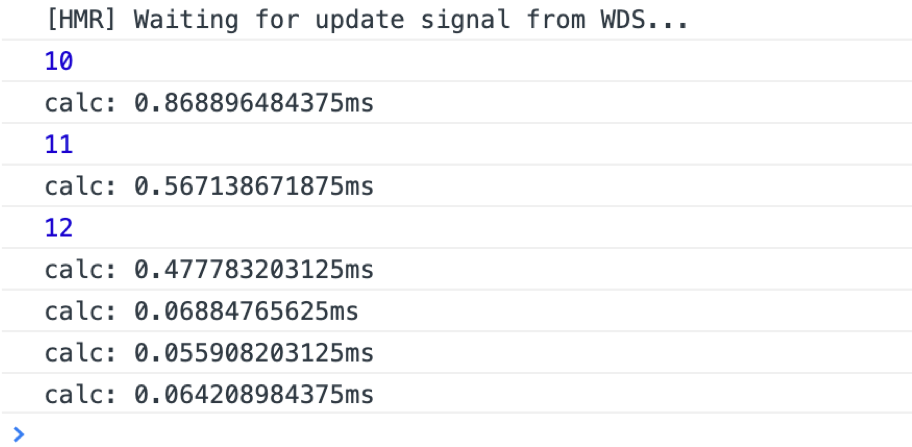 [HMR] Waiting for update signal from WDS...
10
calc: 0.868896484375ms
11
calc: 0.567138671875ms
12
calc: 0.477783203125ms
calc: 0.06884765625ms
calc: 0.055908203125ms
calc: 0.064208984375ms
>